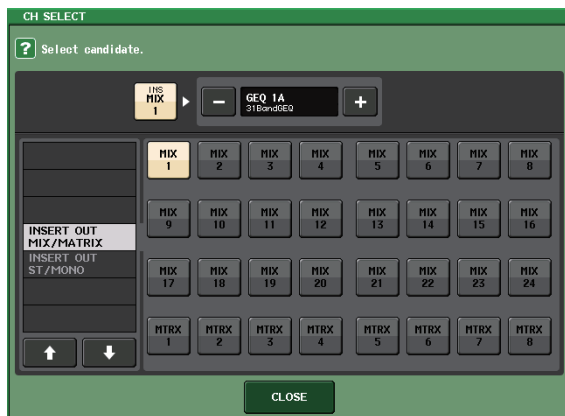 CH SELECT
? Select candidate.
INS
MIX
1
−
GEQ 1A
31BandGEQ
+
INSERT OUT
MIX/MATRIX
INSERT OUT
ST/MONO
MIX 1
MIX 2
MIX 3
MIX 4
MIX 5
MIX 6
MIX 7
MIX 8
MIX 9
MIX 10
MIX 11
MIX 12
MIX 13
MIX 14
MIX 15
MIX 16
MIX 17
MIX 18
MIX 19
MIX 20
MIX 21
MIX 22
MIX 23
MIX 24
MTRX 1
MTRX 2
MTRX 3
MTRX 4
MTRX 5
MTRX 6
MTRX 7
MTRX 8
CLOSE